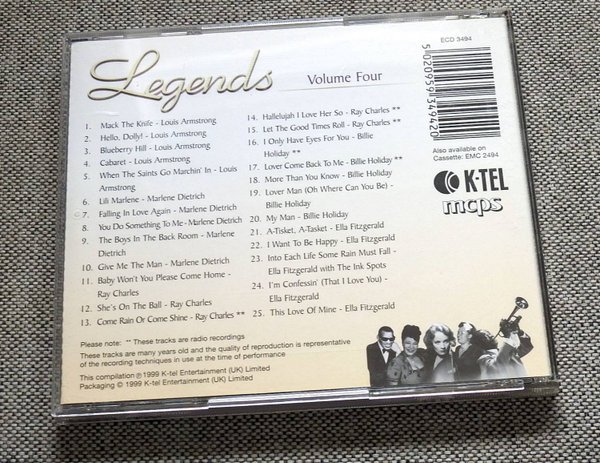 Legends
Volume Four
ECD 3494
1. Mack The Knife - Louis Armstrong
2. Hello, Dolly! - Louis Armstrong
3. Blueberry Hill - Louis Armstrong
4. Cabaret - Louis Armstrong
5. When The Saints Go Marchin' In - Louis
Armstrong
6. Lili Marlene - Marlene Dietrich
7. Falling In Love Again - Marlene Dietrich
8. You Do Something To Me - Marlene Dietrich
9. The Boys In The Back Room - Marlene
Dietrich
10. Give Me The Man - Marlene Dietrich
11. Baby Won't You Please Come Home -
Ray Charles
12. She's On The Ball - Ray Charles
13. Come Rain Or Come Shine - Ray Charles **
14. Hallelujah I Love Her So - Ray Charles **
15. Let The Good Times Roll - Ray Charles **
16. I Only Have Eyes For You - Billie
Holiday **
17. Lover Come Back To Me - Billie Holiday **
18. More Than You Know - Billie Holiday
19. Lover Man (Oh Where Can You Be) -
Billie Holiday
20. My Man - Billie Holiday
21. A-Tisket, A-Tasket - Ella Fitzgerald
22. I Want To Be Happy - Ella Fitzgerald
23. Into Each Life Some Rain Must Fall -
Ella Fitzgerald with The Ink Spots
24. I'm Confessin' (That I Love You) -
Ella Fitzgerald
25. This Love Of Mine - Ella Fitzgerald
5020959349420
Also available on
Cassette: EMC 2494
K-TEL
mcps
Please note: ** These tracks are radio recordings
These tracks are many years old and the quality of reproduction is representative
of the recording techniques in use at the time of performance
This compilation ℗ 1999 K-tel Entertainment (UK) Limited
Packaging © 1999 K-tel Entertainment (UK) Limited